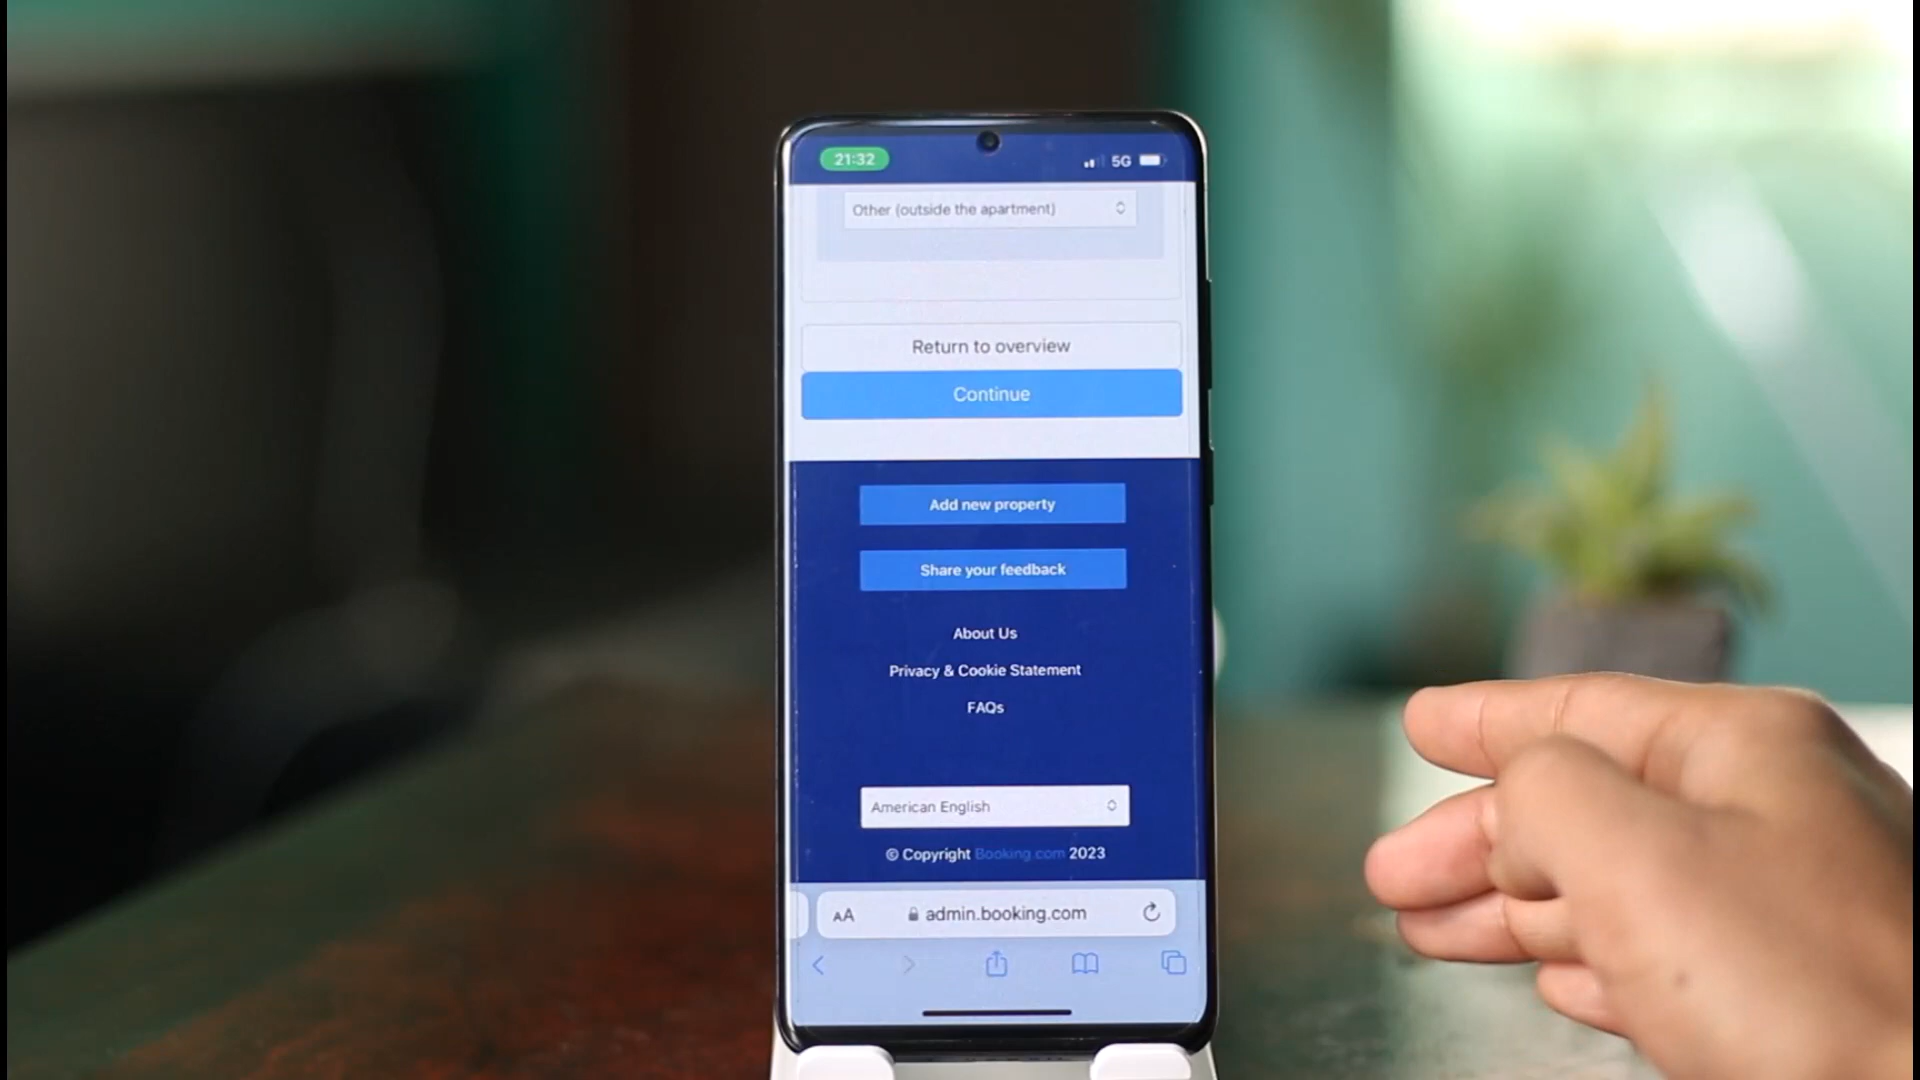 21:32
5G
Other (outside the apartment)
Return to overview
Continue
Add new property
Share your feedback
About Us
Privacy & Cookie Statement
FAQs
American English
© Copyright Booking.com 2023
AA admin.booking.com